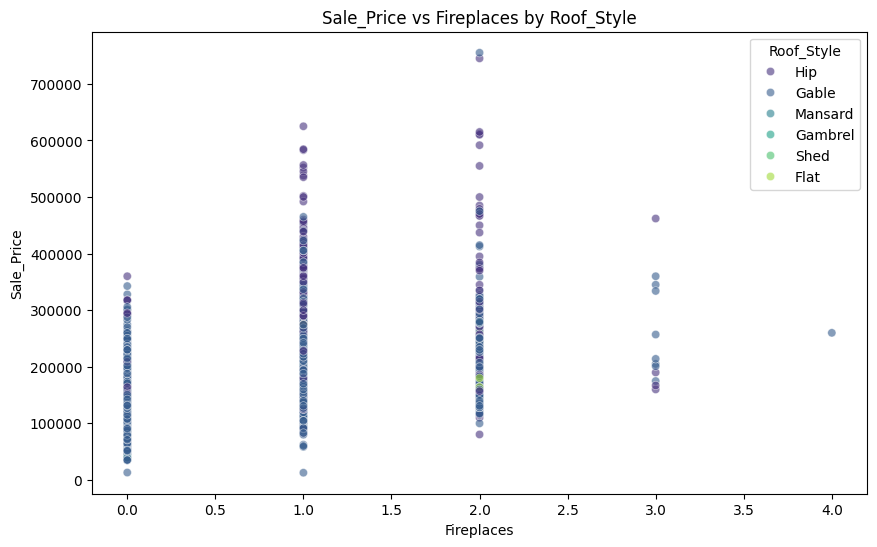 Sale_Price vs Fireplaces by Roof_Style
Roof_Style
Hip
Gable
Mansard
Gambrel
Shed
Flat
700000
600000
500000
400000
300000
200000
100000
0
Sale_Price
0.0 0.5 1.0 1.5 2.0 2.5 3.0 3.5 4.0
Fireplaces